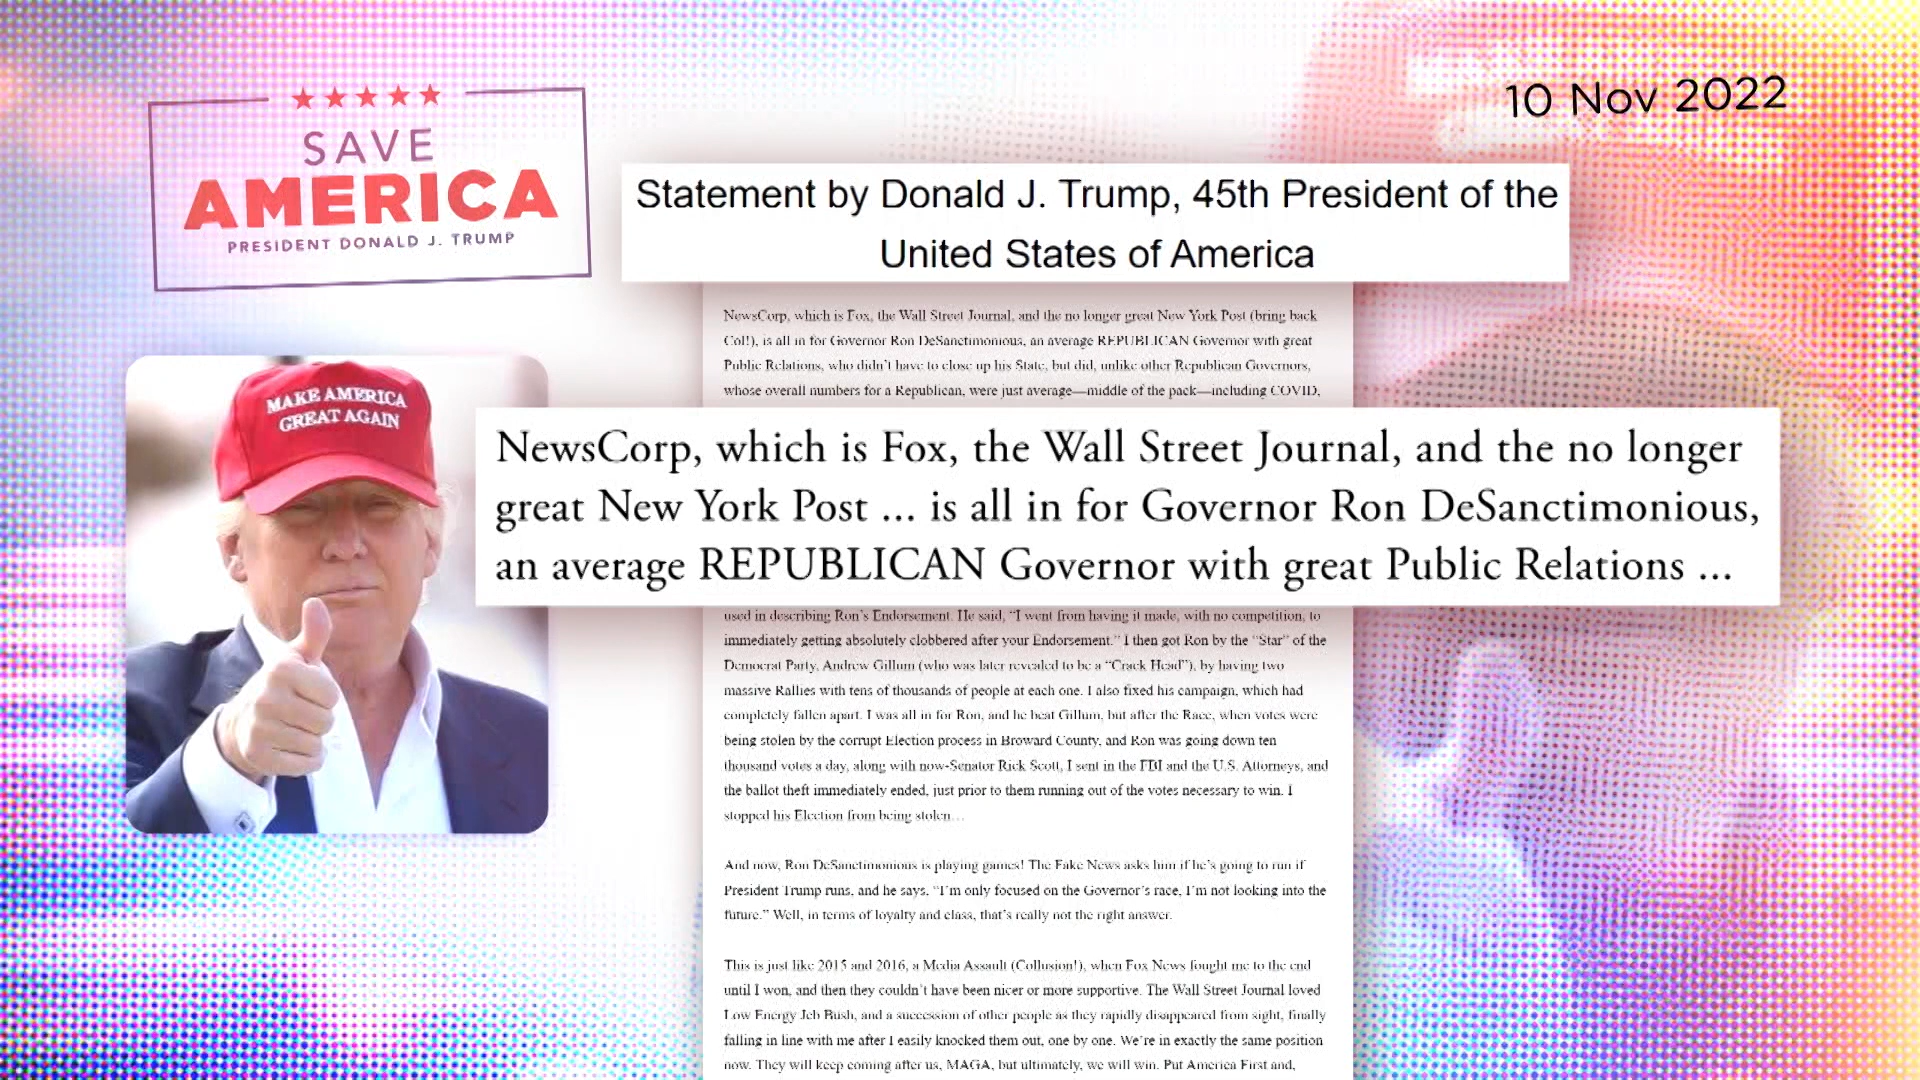 10 Nov 2022
SAVE
AMERICA
PRESIDENT DONALD J. TRUMP
Statement by Donald J. Trump, 45th President of the
United States of America
NewsCorp, which is Fox, the Wall Street Journal, and the no longer great New York Post (bring back
Col!), is all in for Governor Ron DeSanctimonious, an average REPUBLICAN Governor with great
Public Relations, who didn't have to close up his State, but did, unlike other Republican Governors,
whose overall numbers for a Republican, were just average—middle of the pack—including COVID,
MAKE AMERICA
GREAT AGAIN
NewsCorp, which is Fox, the Wall Street Journal, and the no longer
great New York Post ... is all in for Governor Ron DeSanctimonious,
an average REPUBLICAN Governor with great Public Relations ...
used in describing Ron's Endorsement. He said, “I went from having it made, with no competition, to
immediately getting absolutely clobbered after your Endorsement.” I then got Ron by the “Star” of the
Democrat Party, Andrew Gillum (who was later revealed to be a “Crack Head”), by having two
massive Rallies with tens of thousands of people at each one. I also fixed his campaign, which had
completely fallen apart. I was all in for Ron, and he beat Gillum, but after the Race, when votes were
being stolen by the corrupt Election process in Broward County, and Ron was going down ten
thousand votes a day, along with now-Senator Rick Scott, I sent in the FBI and the U.S. Attorneys, and
the ballot theft immediately ended, just prior to them running out of the votes necessary to win. I
stopped his Election from being stolen…
And now, Ron DeSanctimonious is playing games! The Fake News asks him if he's going to run if
President Trump runs, and he says, “I'm only focused on the Governor's race, I'm not looking into the
future.” Well, in terms of loyalty and class, that's really not the right answer.
This is just like 2015 and 2016, a Media Assault (Collusion!), when Fox News fought me to the end
until I won, and then they couldn't have been nicer or more supportive. The Wall Street Journal loved
Low Energy Jeb Bush, and a succession of other people as they rapidly disappeared from sight, finally
falling in line with me after I easily knocked them out, one by one. We're in exactly the same position
now. They will keep coming after us, MAGA, but ultimately, we will win. Put America First and,